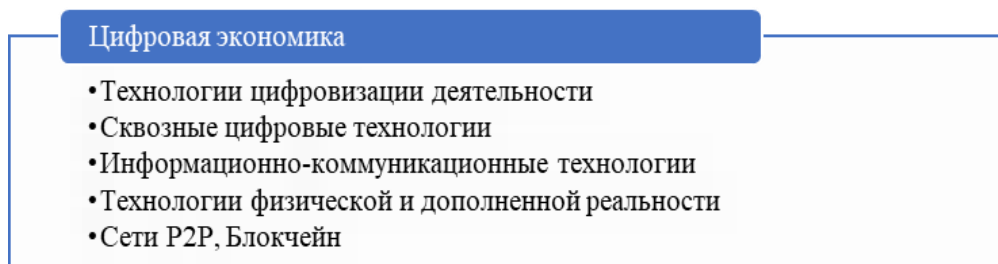 Цифровая экономика
•Технологии цифровизации деятельности
•Сквозные цифровые технологии
•Информационно-коммуникационные технологии
•Технологии физической и дополненной реальности
•Сети P2P, Блокчейн